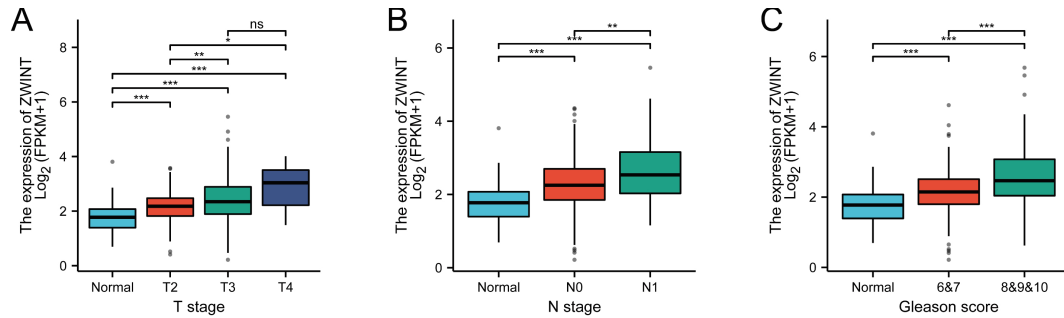 A
The expression of ZWINT
Log2 (FPKM+1)
8
6
4
2
0
ns
*
**
***
***
***
Normal T2 T3 T4
T stage
B
The expression of ZWINT
Log2 (FPKM+1)
6
4
2
0
**
***
***
Normal N0 N1
N stage
C
The expression of ZWINT
Log2 (FPKM+1)
6
4
2
0
***
***
***
Normal 6&7 8&9&10
Gleason score